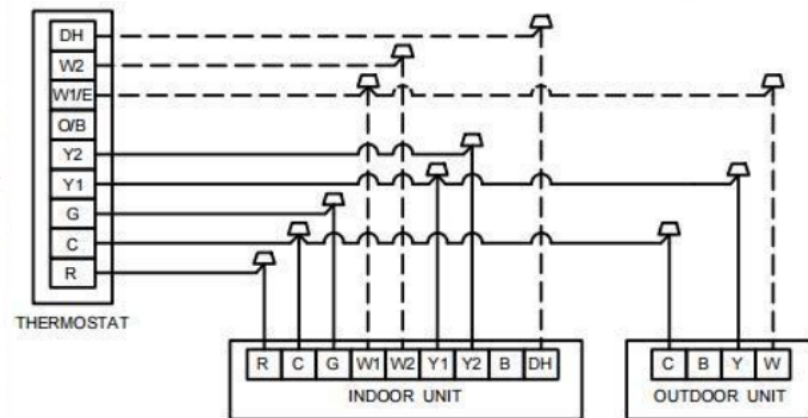 DH
W2
W1/E
O/B
Y2
Y1
G
C
R
THERMOSTAT
R C G W1 W2 Y1 Y2 B DH
INDOOR UNIT
C B Y W
OUTDOOR UNIT